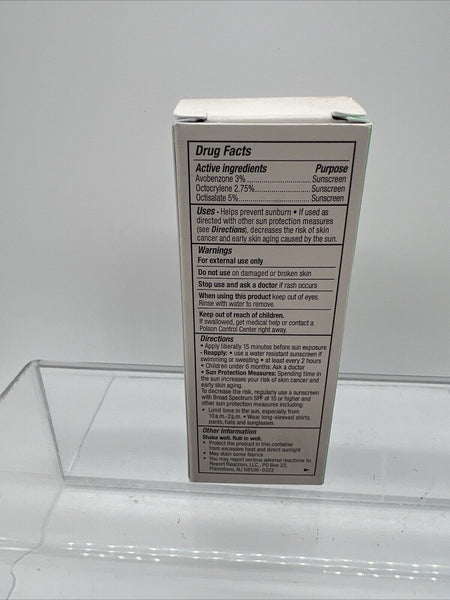 Drug Facts
Active ingredients Purpose
Avobenzone 3%...................Sunscreen
Octocrylene 2.75%...............Sunscreen
Octisalate 5%...................Sunscreen
Uses - Helps prevent sunburn • If used as
directed with other sun protection measures
(see Directions), decreases the risk of skin
cancer and early skin aging caused by the sun.
Warnings
For external use only
Do not use on damaged or broken skin
Stop use and ask a doctor if rash occurs
When using this product keep out of eyes.
Rinse with water to remove.
Keep out of reach of children.
If swallowed, get medical help or contact a
Poison Control Center right away.
Directions
• Apply liberally 15 minutes before sun exposure
- Reapply: • use a water resistant sunscreen if
swimming or sweating • at least every 2 hours
• Children under 6 months: Ask a doctor
• Sun Protection Measures: Spending time in
the sun increases your risk of skin cancer and
early skin aging.
To decrease the risk, regularly use a sunscreen
with Broad Spectrum SPF of 15 or higher and
other sun protection measures including:
• Limit time in the sun, especially from
10 a.m.- 2 p.m. • Wear long-sleeved shirts,
pants, hats and sunglasses
Other Information
Shake well. Rub in well.
• Protect the product in this container
from excessive heat and direct sunlight
• May stain some fabrics
• You may report serious adverse reactions to:
Report Reaction, LLC., PO Box 22,
Plainsboro, NJ 08536-0222